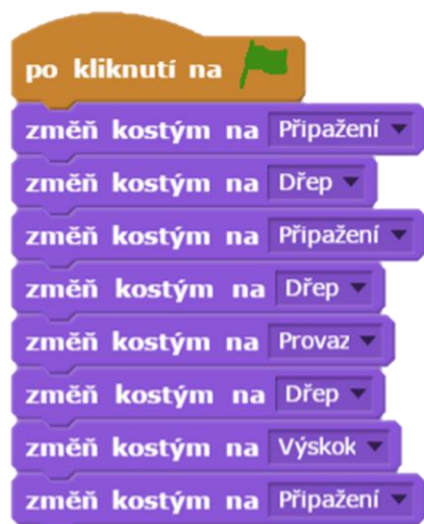 po kliknutí na
změň kostým na Připažení
změň kostým na Dřep
změň kostým na Připažení
změň kostým na Dřep
změň kostým na Provaz
změň kostým na Dřep
změň kostým na Výskok
změň kostým na Připažení